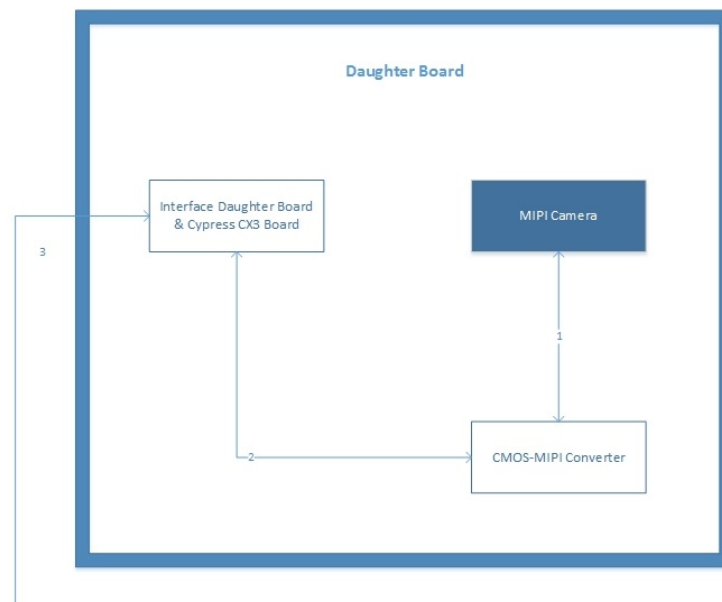 Daughter Board
Interface Daughter Board
& Cypress CX3 Board
MIPI Camera
3
1
2
CMOS-MIPI Converter